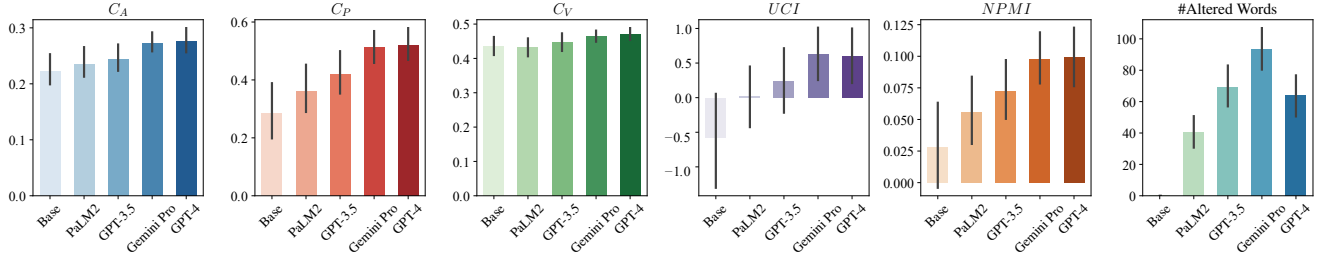 C_A
0.3
0.2
0.1
0.0
Base
PaLM2
GPT-3.5
Gemini Pro
GPT-4
C_P
0.6
0.4
0.2
0.0
Base
PaLM2
GPT-3.5
Gemini Pro
GPT-4
C_V
0.5
0.4
0.3
0.2
0.1
0.0
Base
PaLM2
GPT-3.5
Gemini Pro
GPT-4
UCI
1.0
0.5
0.0
−0.5
−1.0
Base
PaLM2
GPT-3.5
Gemini Pro
GPT-4
NPMI
0.125
0.100
0.075
0.050
0.025
0.000
Base
PaLM2
GPT-3.5
Gemini Pro
GPT-4
#Altered Words
100
80
60
40
20
0
Base
PaLM2
GPT-3.5
Gemini Pro
GPT-4